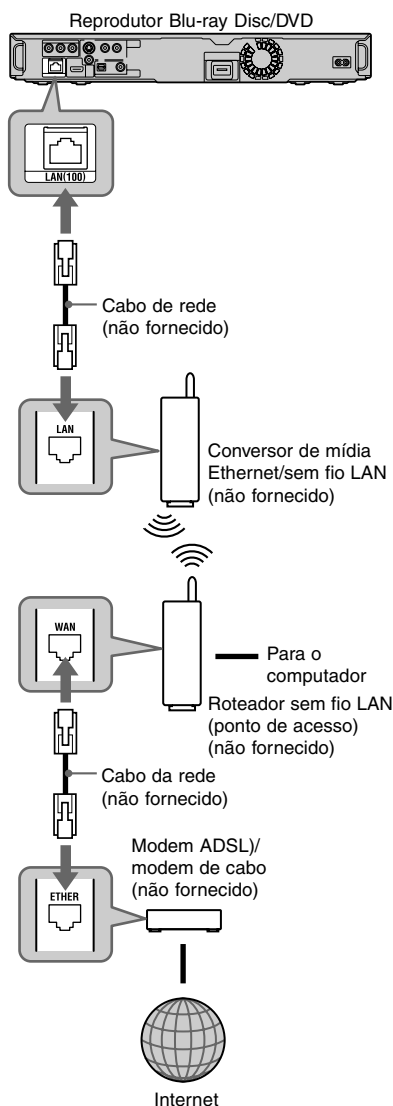 Reprodutor Blu-ray Disc/DVD
LAN(100)
Cabo de rede
(não fornecido)
LAN
Conversor de mídia
Ethernet/sem fio LAN
(não fornecido)
WAN
Para o
computador
Roteador sem fio LAN
(ponto de acesso)
(não fornecido)
Cabo da rede
(não fornecido)
Modem ADSL)/
modem de cabo
(não fornecido)
ETHER
Internet